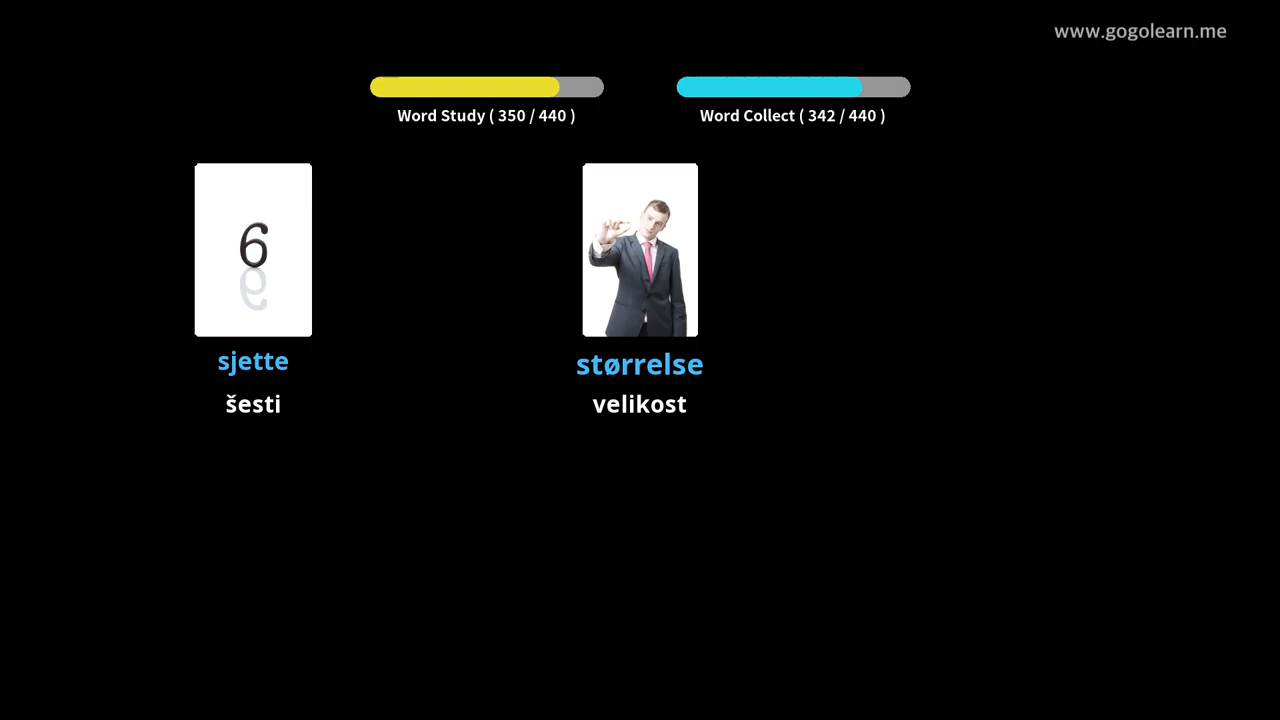 www.gogolearn.me
Word Study ( 350 / 440 )
Word Collect ( 342 / 440 )
6
sjette
šesti
størrelse
velikost